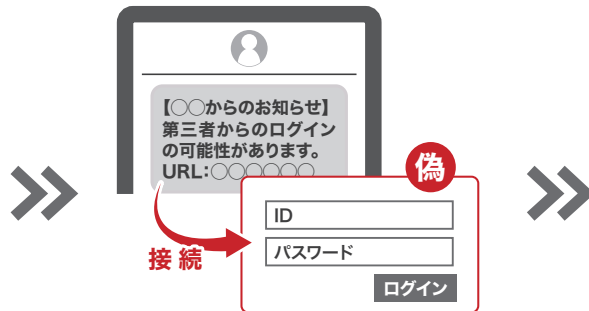 【○○からのお知らせ】
第三者からのログイン
の可能性があります。
URL:○○○○○○
偽
ID
パスワード
ログイン
接続